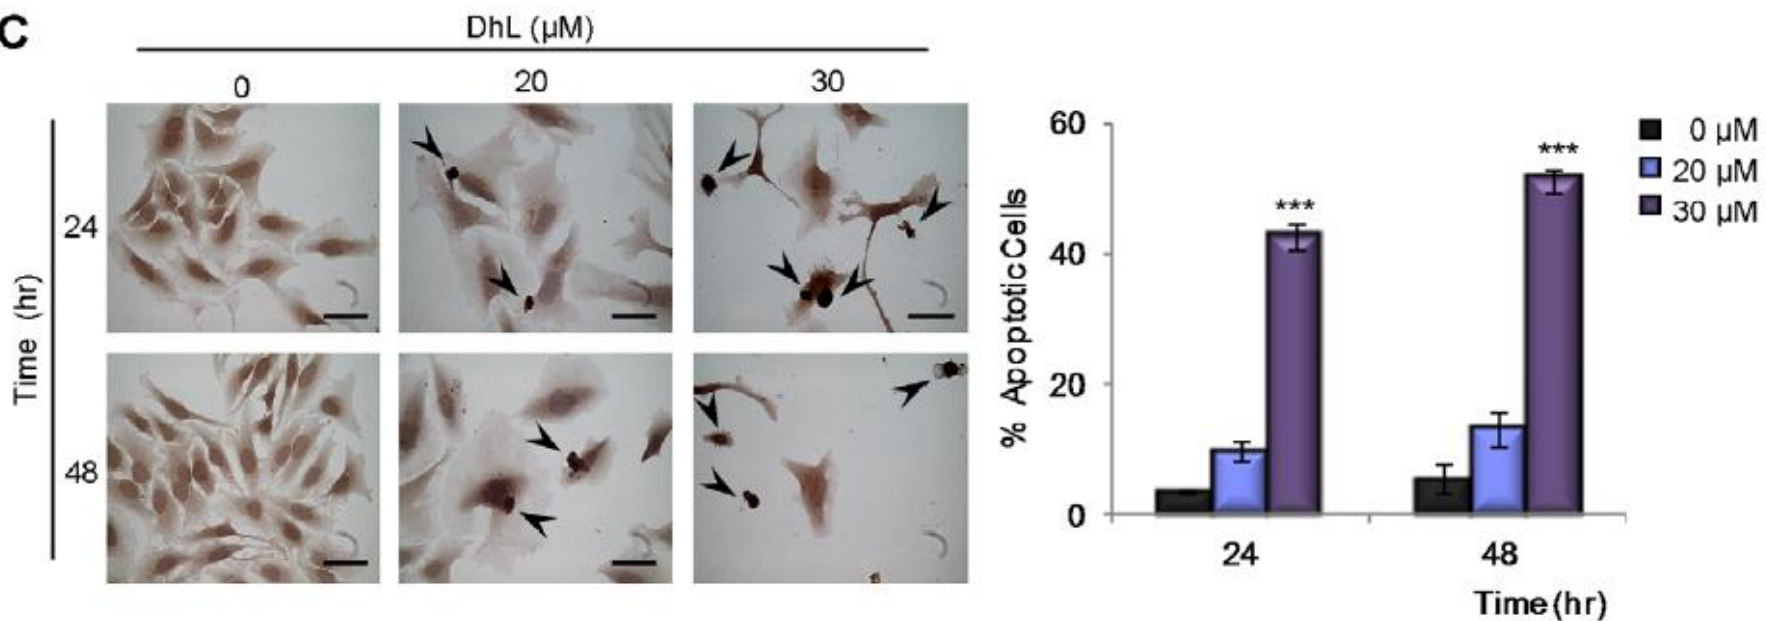 C
DhL (µM)
0 20 30
Time (hr)
24
48
% Apoptotic Cells
60
40
20
0
***
***
24 48
Time (hr)
0 µM
20 µM
30 µM